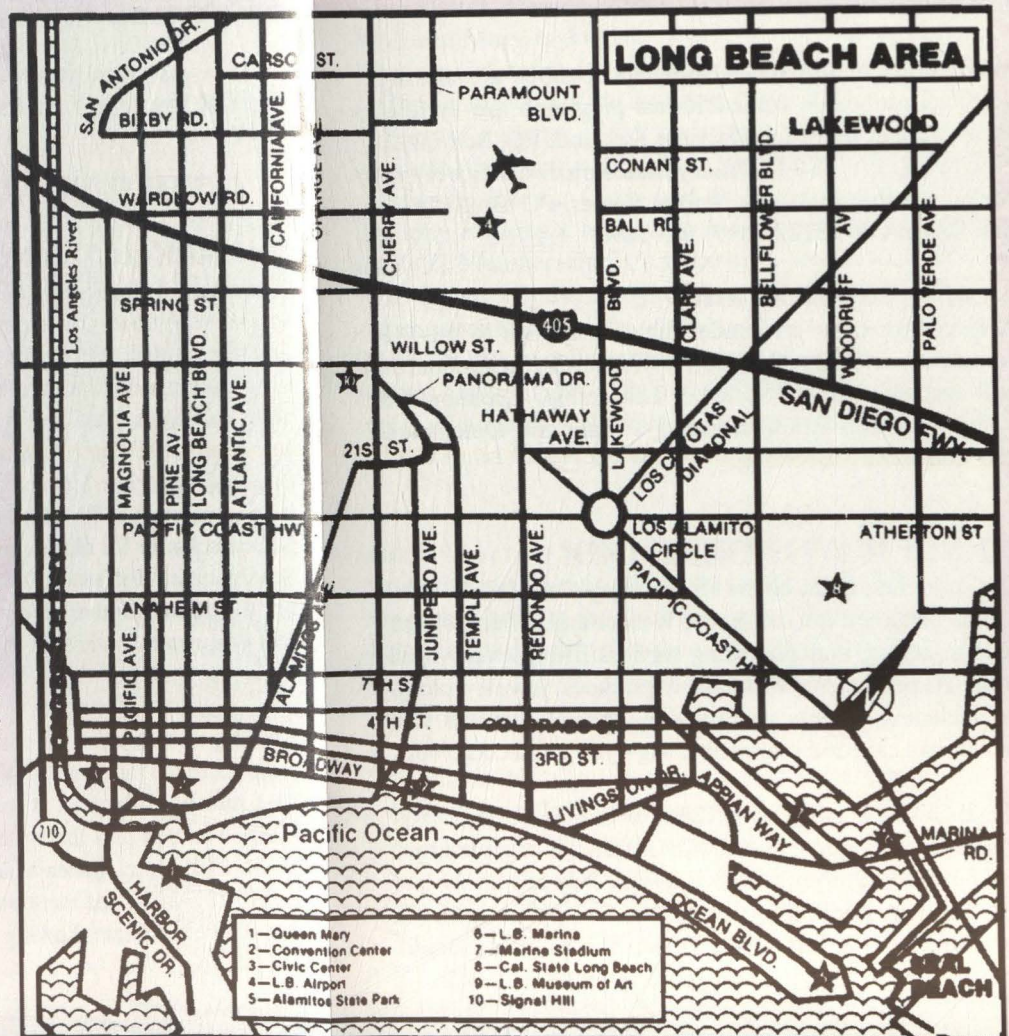 LONG BEACH AREA
SAN ANTONIO DR.
CARSON ST.
PARAMOUNT
BLVD.
BIXBY RD.
LAKEWOOD
CONANT ST.
WARDLOW RD.
CALIFORNIA AVE.
ORANGE AVE.
CHERRY AVE.
4
BALL RD.
BELLFLOWER BLVD.
WOODRUFF AV
PALO VERDE AVE.
CLARK AVE.
Los Angeles River
SPRING ST.
405
WILLOW ST.
LAKEWOOD BLVD.
10
PANORAMA DR.
HATHAWAY
AVE.
SAN DIEGO FWY.
MAGNOLIA AVE.
PINE AV.
LONG BEACH BLVD.
ATLANTIC AVE.
21ST ST.
LOS COYOTAS
DIAGONAL
PACIFIC COAST HW
LOS ALAMITO
CIRCLE
ATHERTON ST
JUNIPERO AVE.
TEMPLE AVE.
REDONDO AVE.
PACIFIC COAST HWY.
8
ANAHEIM ST.
PACIFIC AVE.
ALAMITOS AVE.
7TH ST.
4TH ST.
COLORADO ST
BROADWAY
3RD ST.
LIVINGSTON DR.
APPIAN WAY
710
Pacific Ocean
MARINA
RD.
HARBOR
SCENIC DR.
OCEAN BLVD.
SEAL
BEACH
1—Queen Mary
2—Convention Center
3—Civic Center
4—L.B. Airport
5—Alamitos State Park
6—L.B. Marina
7—Marine Stadium
8—Cal. State Long Beach
9—L.B. Museum of Art
10—Signal Hill